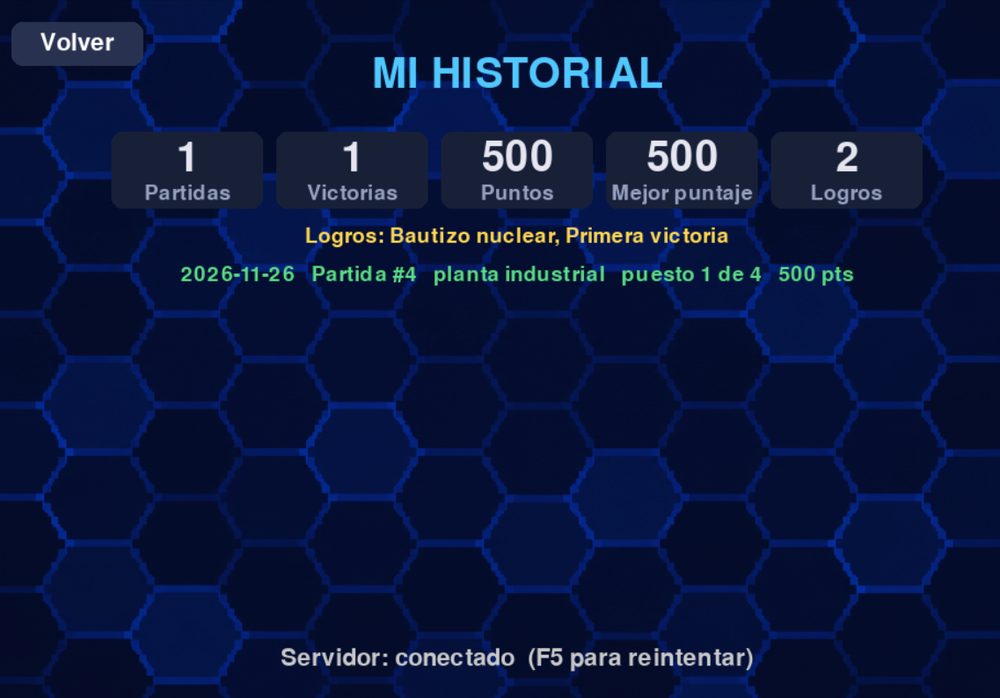 Volver
MI HISTORIAL
1 1 500 500 2
Partidas Victorias Puntos Mejor puntaje Logros
Logros: Bautizo nuclear, Primera victoria
2026-11-26 Partida #4 planta industrial puesto 1 de 4 500 pts
Servidor: conectado (F5 para reintentar)